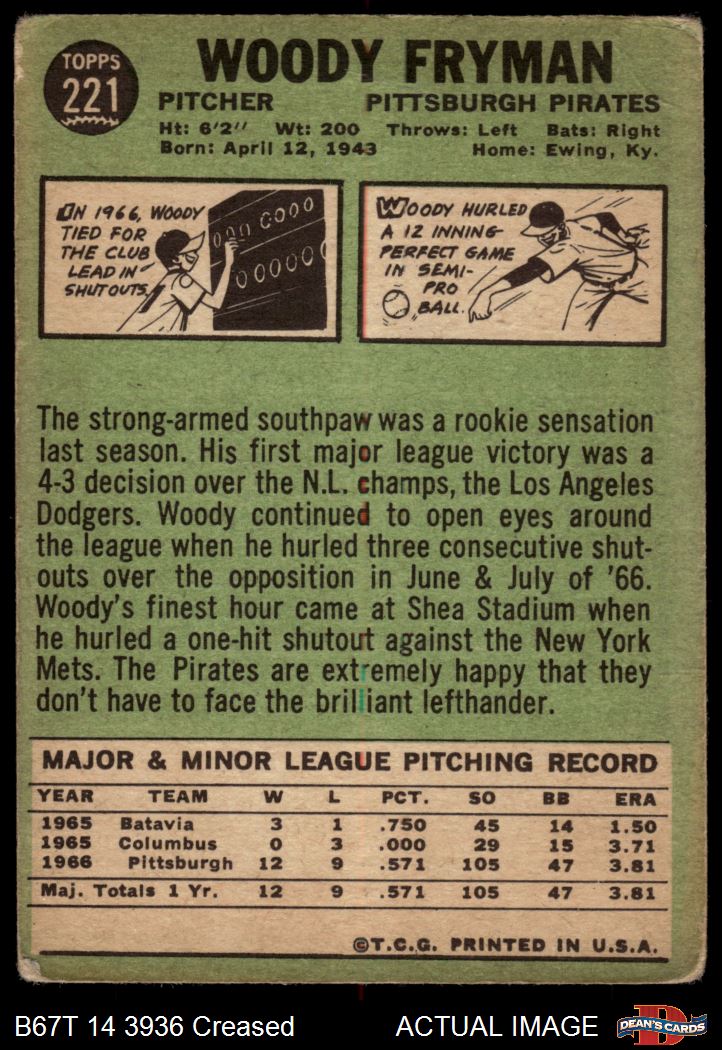 TOPPS
221
WOODY FRYMAN
PITCHER PITTSBURGH PIRATES
Ht: 6'2" Wt: 200 Throws: Left Bats: Right
Born: April 12, 1943 Home: Ewing, Ky.
IN 1966, WOODY
TIED FOR
THE CLUB
LEAD IN
SHUTOUTS.
000 0000
000000
WOODY HURLED
A 12 INNING
PERFECT GAME
IN SEMI-
PRO
BALL.
The strong-armed southpaw was a rookie sensation
last season. His first major league victory was a
4-3 decision over the N.L. champs, the Los Angeles
Dodgers. Woody continued to open eyes around
the league when he hurled three consecutive shut-
outs over the opposition in June & July of '66.
Woody's finest hour came at Shea Stadium when
he hurled a one-hit shutout against the New York
Mets. The Pirates are extremely happy that they
don't have to face the brilliant lefthander.
MAJOR & MINOR LEAGUE PITCHING RECORD
YEAR TEAM W L PCT. SO BB ERA
1965 Batavia 3 1 .750 45 14 1.50
1965 Columbus 0 3 .000 29 15 3.71
1966 Pittsburgh 12 9 .571 105 47 3.81
Maj. Totals 1 Yr. 12 9 .571 105 47 3.81
©T.C.G. PRINTED IN U.S.A.
B67T 14 3936 Creased ACTUAL IMAGE
DEAN'S CARDS